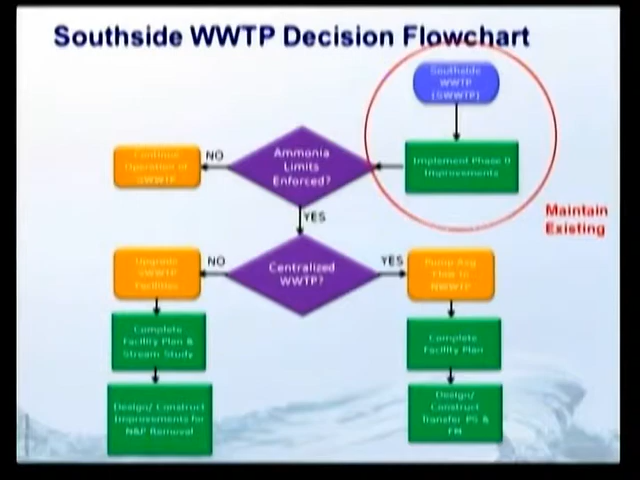 Southside WWTP Decision Flowchart
Southside
WWTP
(SWWTP)
Implement Phase II
Improvements
Maintain
Existing
Ammonia
Limits
Enforced?
NO
Continue
Operation of
SWWTP
YES
Centralized
WWTP?
NO
Upgrade
SWWTP
Facilities
Complete
Facility Plan
& Stream Study
Design/ Construct
Improvements for
N&P Removal
YES
Pump Avg
Flow to
NWWTP
Complete
Facility Plan
Design/
Construct
Transfer PS &
FM